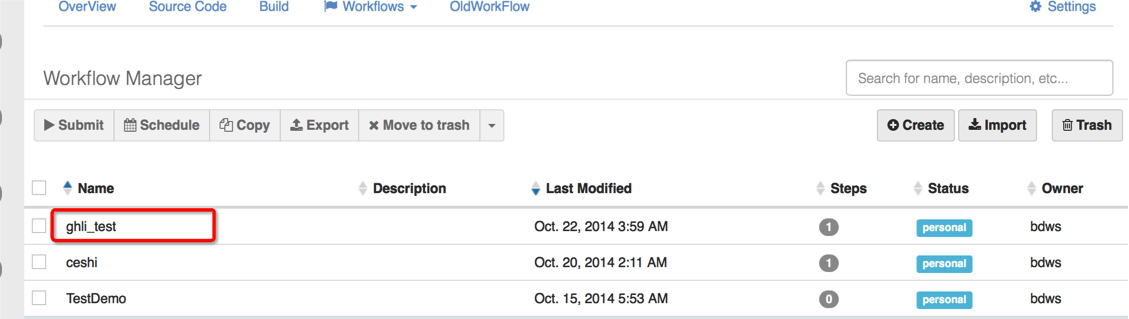 OverView Source Code Build Workflows OldWorkFlow Settings
Workflow Manager Search for name, description, etc...
Submit Schedule Copy Export Move to trash Create Import Trash
Name Description Last Modified Steps Status Owner
ghli_test Oct. 22, 2014 3:59 AM 1 personal bdws
ceshi Oct. 20, 2014 2:11 AM 1 personal bdws
TestDemo Oct. 15, 2014 5:53 AM 0 personal bdws